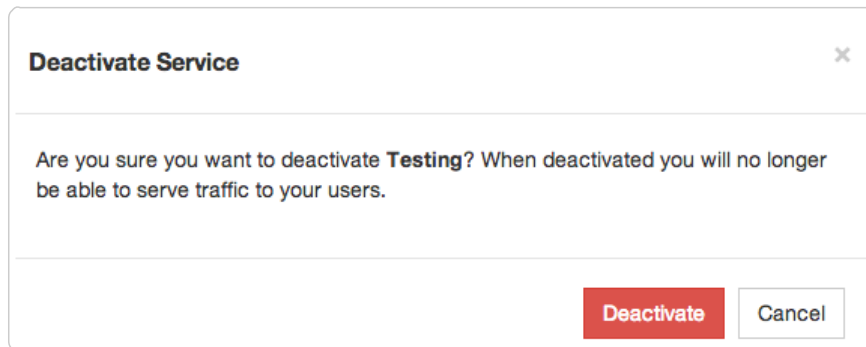 Deactivate Service
×
Are you sure you want to deactivate Testing? When deactivated you will no longer
be able to serve traffic to your users.
Deactivate Cancel